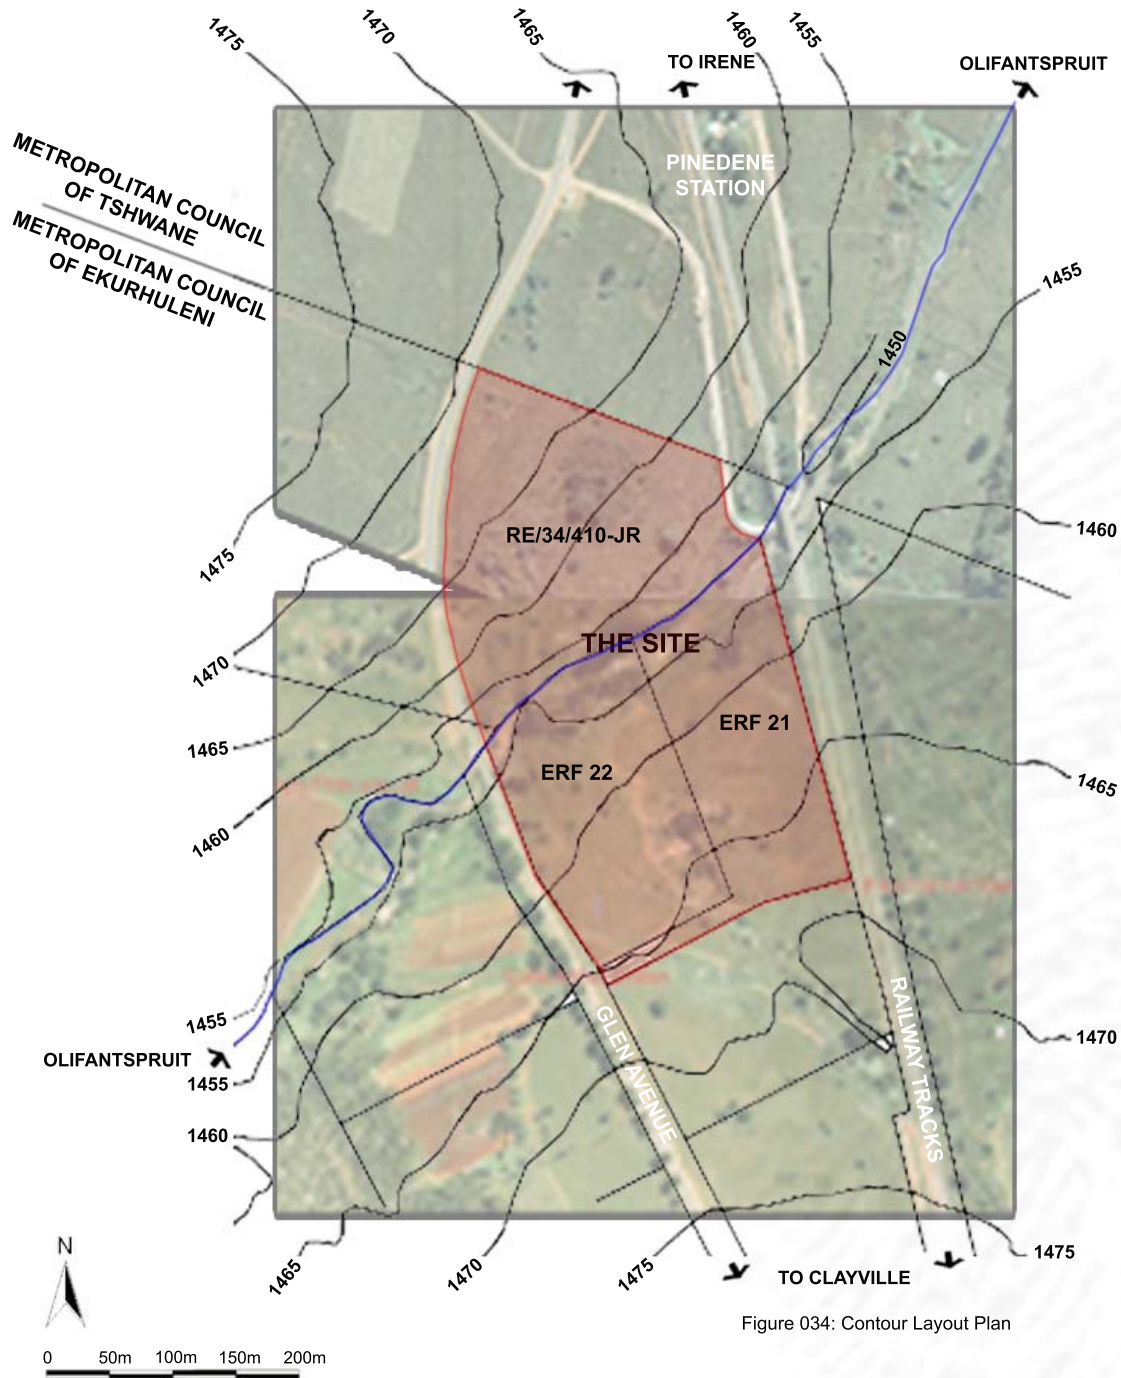 1475
1470
1465
1460
1455
TO IRENE
OLIFANTSPRUIT
METROPOLITAN COUNCIL
OF TSHWANE
METROPOLITAN COUNCIL
OF EKURHULENI
PINEDENE
STATION
1455
1450
1475
RE/34/410-JR
1460
THE SITE
1470
ERF 21
1465
ERF 22
1465
1460
1455
OLIFANTSPRUIT
1455
1460
GLEN AVENUE
RAILWAY TRACKS
1470
1465
1470
1475
1475
TO CLAYVILLE
N
Figure 034: Contour Layout Plan
0 50m 100m 150m 200m